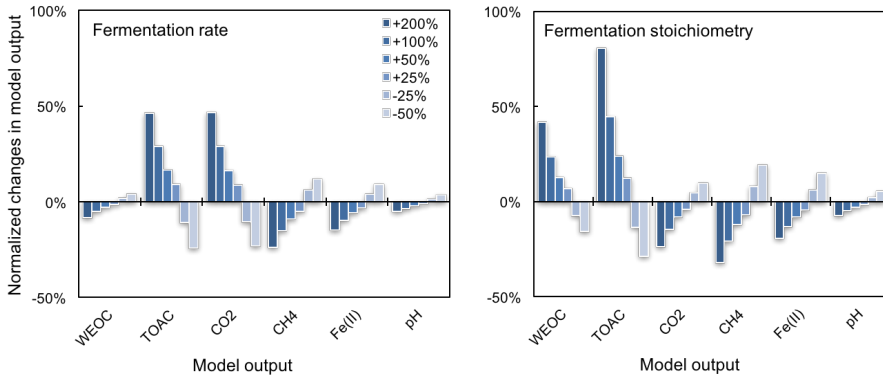 Normalized changes in model output
100%
50%
0%
-50%
Fermentation rate
+200%
+100%
+50%
+25%
-25%
-50%
WEOC
TOAC
CO2
CH4
Fe(II)
pH
Model output
100%
50%
0%
-50%
Fermentation stoichiometry
WEOC
TOAC
CO2
CH4
Fe(II)
pH
Model output